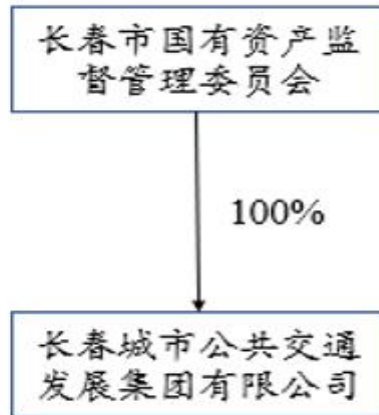 长春市国有资产监
督管理委员会
100%
长春城市公共交通
发展集团有限公司